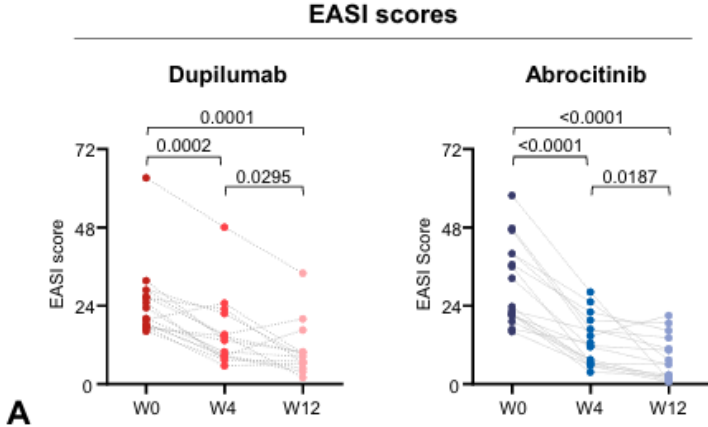 EASI scores
Dupilumab
0.0001
0.0002
0.0295
72
48
24
0
EASI score
W0 W4 W12
Abrocitinib
<0.0001
<0.0001
0.0187
72
48
24
0
EASI Score
W0 W4 W12
A